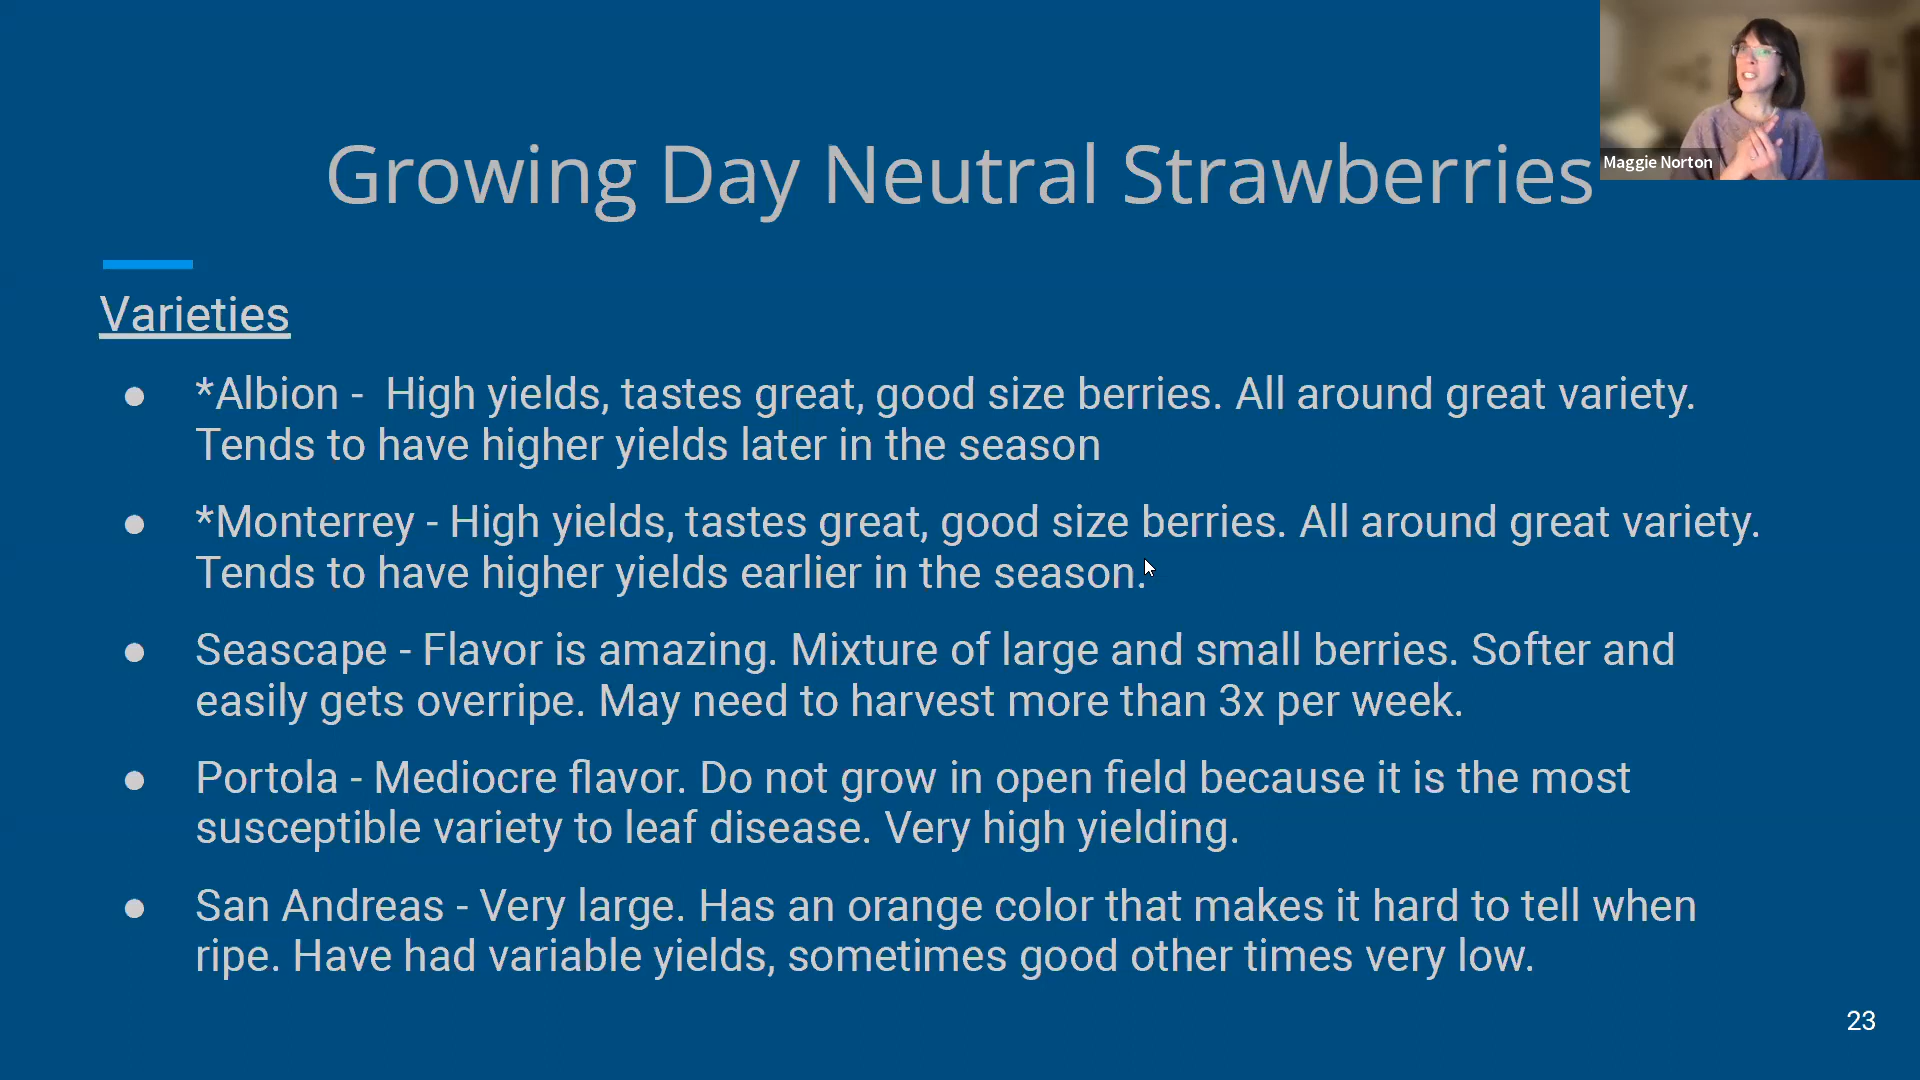 Growing Day Neutral Strawberries
Maggie Norton
Varieties
● *Albion -  High yields, tastes great, good size berries. All around great variety.
Tends to have higher yields later in the season
● *Monterrey - High yields, tastes great, good size berries. All around great variety.
Tends to have higher yields earlier in the season.
● Seascape - Flavor is amazing. Mixture of large and small berries. Softer and
easily gets overripe. May need to harvest more than 3x per week.
● Portola - Mediocre flavor. Do not grow in open field because it is the most
susceptible variety to leaf disease. Very high yielding.
● San Andreas - Very large. Has an orange color that makes it hard to tell when
ripe. Have had variable yields, sometimes good other times very low.
23